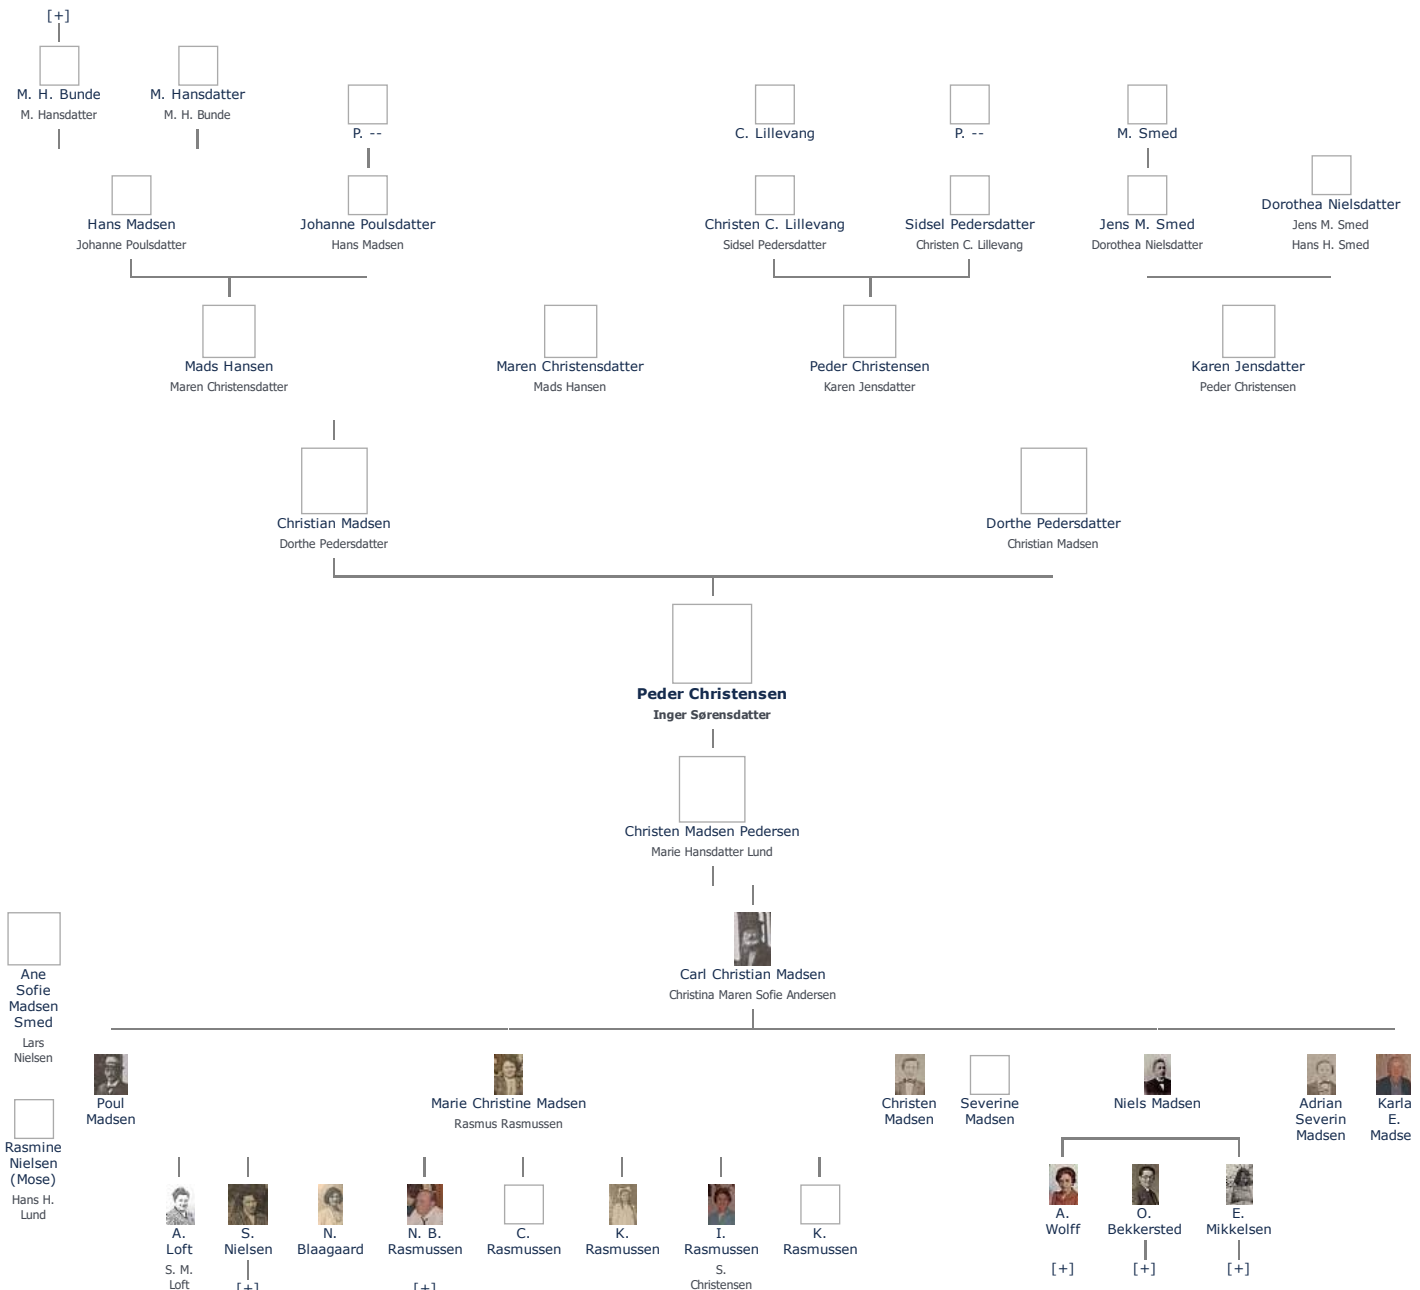 [+]
M. H. Bunde
M. Hansdatter
M. Hansdatter
M. H. Bunde
P. --
C. Lillevang
P. --
M. Smed
Hans Madsen
Johanne Poulsdatter
Johanne Poulsdatter
Hans Madsen
Christen C. Lillevang
Sidsel Pedersdatter
Sidsel Pedersdatter
Christen C. Lillevang
Jens M. Smed
Dorothea Nielsdatter
Dorothea Nielsdatter
Jens M. Smed
Hans H. Smed
Mads Hansen
Maren Christensdatter
Maren Christensdatter
Mads Hansen
Peder Christensen
Karen Jensdatter
Karen Jensdatter
Peder Christensen
Christian Madsen
Dorthe Pedersdatter
Dorthe Pedersdatter
Christian Madsen
Peder Christensen
Inger Sørensdatter
Christen Madsen Pedersen
Marie Hansdatter Lund
Carl Christian Madsen
Christina Maren Sofie Andersen
Ane
Sofie
Madsen
Smed
Lars
Nielsen
Poul
Madsen
Marie Christine Madsen
Rasmus Rasmussen
Christen
Madsen
Severine
Madsen
Niels Madsen
Adrian
Severin
Madsen
Karla
E.
Madse
Rasmine
Nielsen
(Mose)
Hans H.
Lund
A.
Loft
S. M.
Loft
S.
Nielsen
[+]
N.
Blaagaard
N. B.
Rasmussen
[+]
C.
Rasmussen
K.
Rasmussen
I.
Rasmussen
S.
Christensen
K.
Rasmussen
A.
Wolff
[+]
O.
Bekkersted
[+]
E.
Mikkelsen
[+]